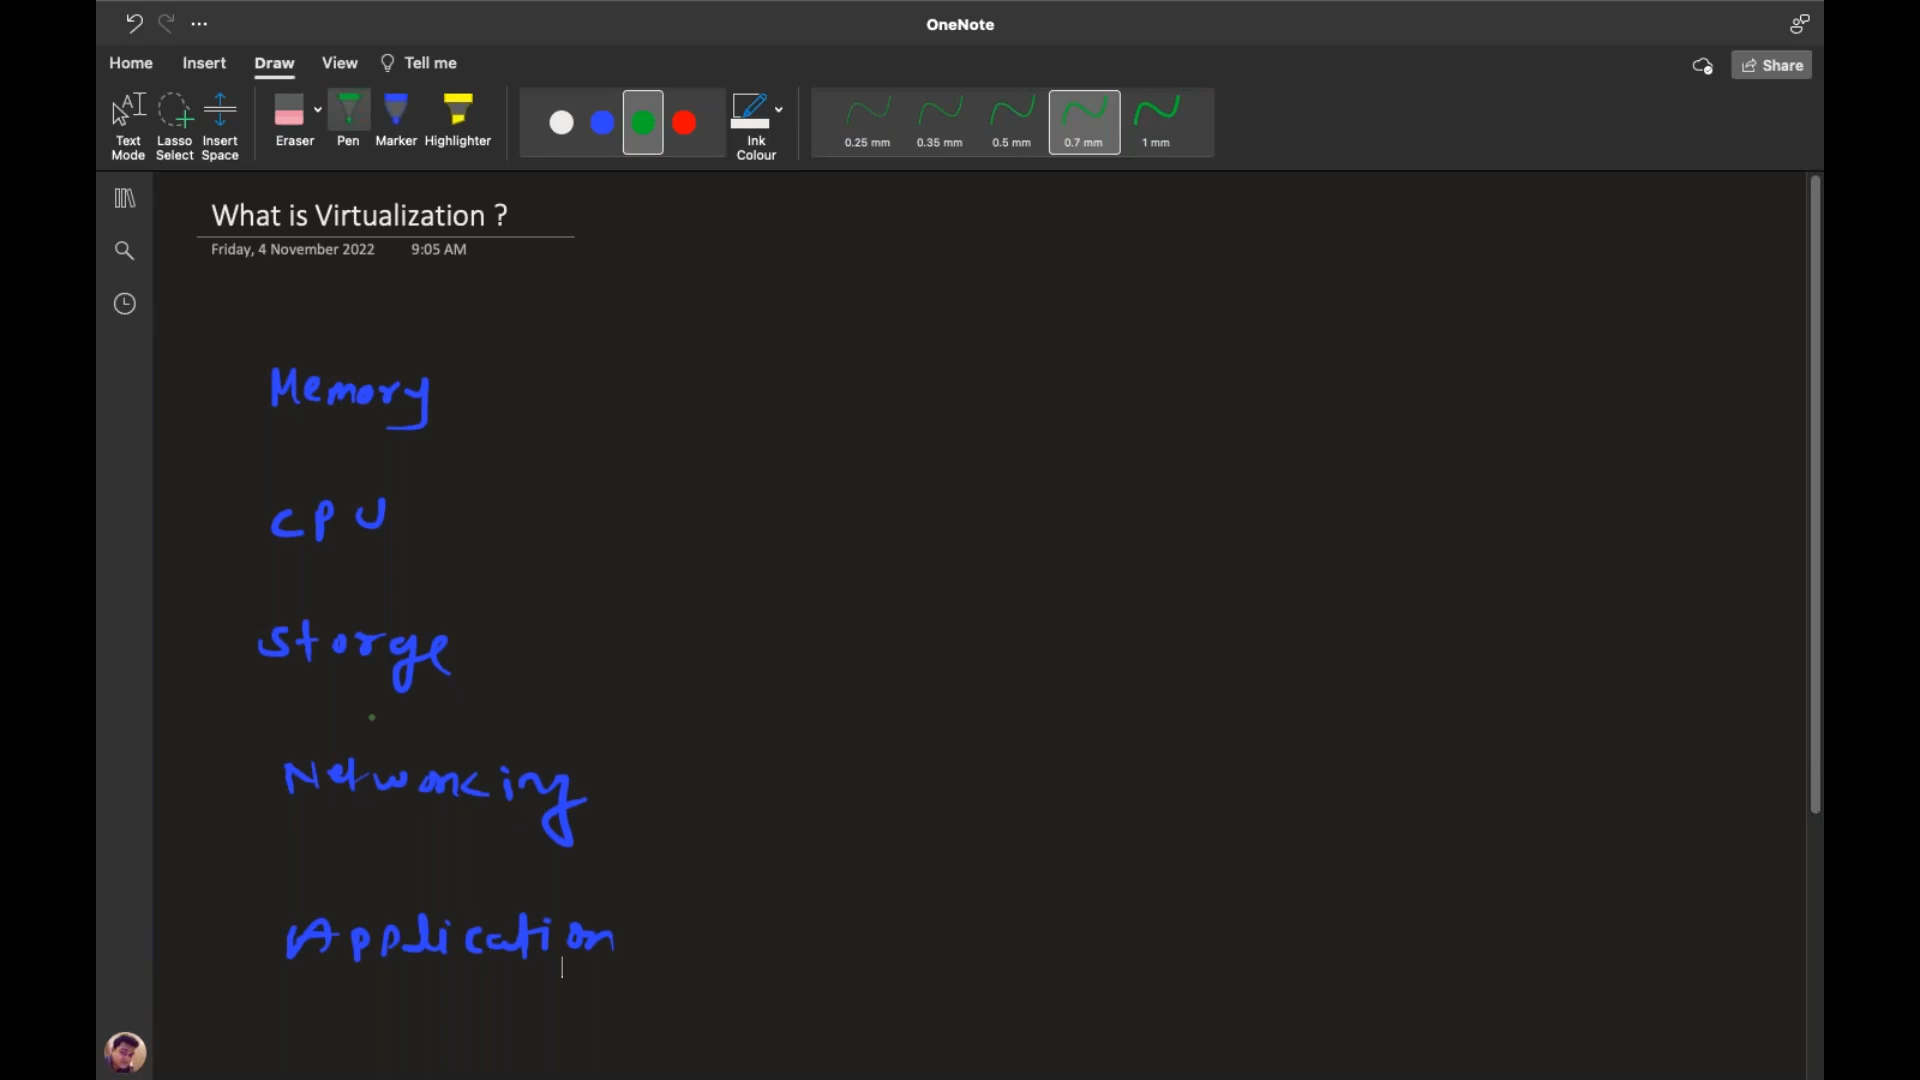 OneNote
Home Insert Draw View Tell me
Share
Text Mode
Lasso Select
Insert Space
Eraser
Pen
Marker
Highlighter
Ink Colour
0.25 mm
0.35 mm
0.5 mm
0.7 mm
1 mm
What is Virtualization ?
Friday, 4 November 2022 9:05 AM
Memory
CPU
Storge
Networking
Application